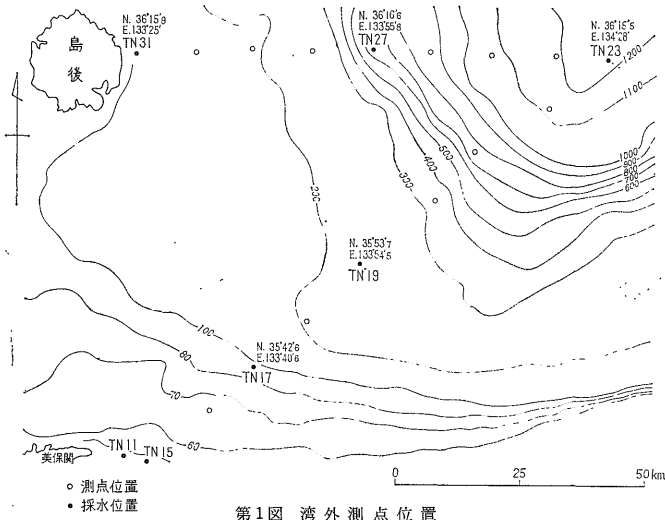 N. 36°15′8
E. 133°25′
TN31
島後
N. 36°16′6
E. 133°55′8
TN27
N. 36°15′5
E. 134°28′
TN23
1200
1100
1000
900
800
700
600
500
400
300
200
N. 35°53′7
E. 133°54′5
TN19
100
80
N. 35°42′6
E. 133°40′6
TN17
70
60
美保関
TN11
TN15
○ 測点位置
● 採水位置
0 25 50km
第1図 湾外測点位置